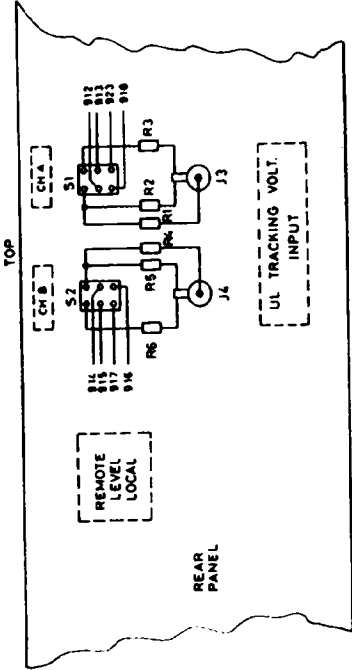 TOP
CH B
CH A
S2
S1
914
915
917
916
912
913
923
918
R6
R5
R4
R1
R2
R3
J4
J3
REMOTE
LEVEL
LOCAL
UL TRACKING VOLT.
INPUT
REAR
PANEL